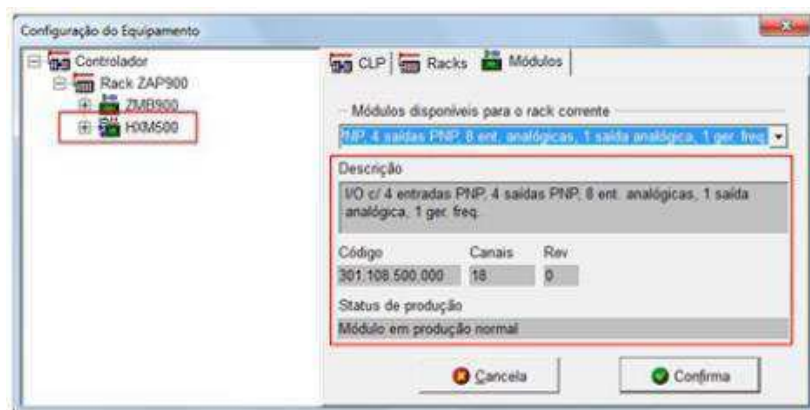 Configuração do Equipamento
Controlador
Rack ZAP900
ZMB900
HXM500
CLP
Racks
Módulos
Módulos disponíveis para o rack corrente
PNP, 4 saídas PNP, 8 ent. analógicas, 1 saída analógica, 1 ger. freq.
Descrição
I/O c/ 4 entradas PNP, 4 saídas PNP, 8 ent. analógicas, 1 saída
analógica, 1 ger. freq.
Código Canais Rev
301.108.500.000 18 0
Status de produção
Módulo em produção normal
Cancela
Confirma